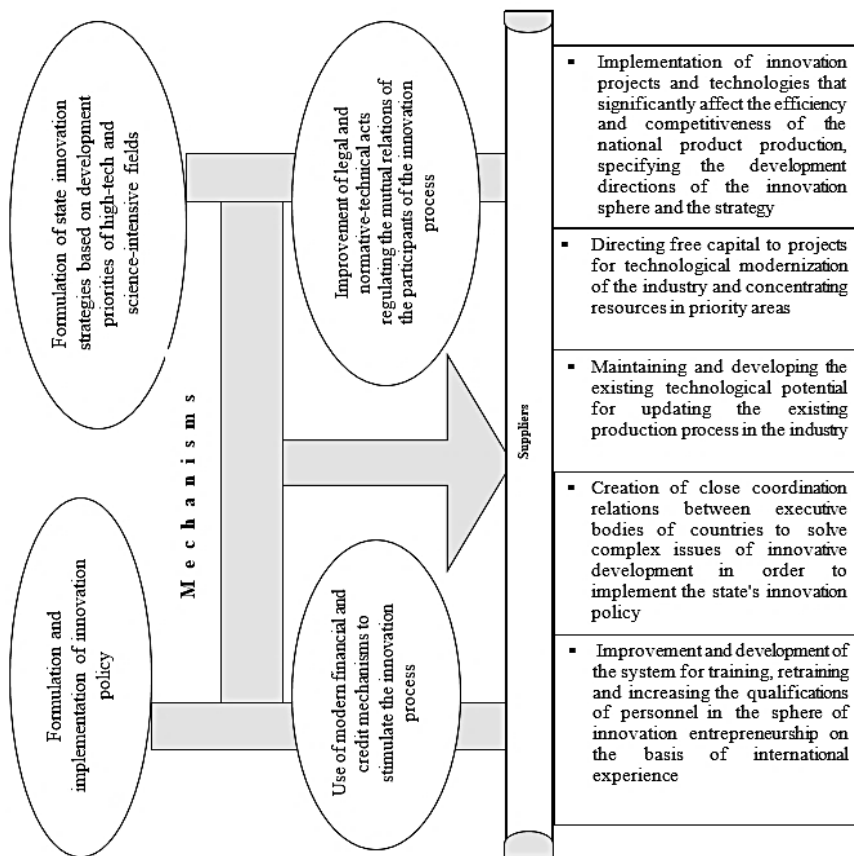 Formulation of state innovation
strategies based on development
priorities of high-tech and
science-intensive fields
Formulation and
implementation of innovation
policy
Mechanisms
Improvement of legal and
normative-technical acts
regulating the mutual relations of
the participants of the innovation
process
Use of modern financial and
credit mechanisms to
stimulate the innovation
process
Suppliers
▪ Implementation of innovation
projects and technologies that
significantly affect the efficiency
and competitiveness of the
national product production,
specifying the development
directions of the innovation
sphere and the strategy
▪ Directing free capital to projects
for technological modernization
of the industry and concentrating
resources in priority areas
▪ Maintaining and developing the
existing technological potential
for updating the existing
production process in the industry
▪ Creation of close coordination
relations between executive
bodies of countries to solve
complex issues of innovative
development in order to
implement the state's innovation
policy
▪ Improvement and development of
the system for training, retraining
and increasing the qualifications
of personnel in the sphere of
innovation entrepreneurship on
the basis of international
experience